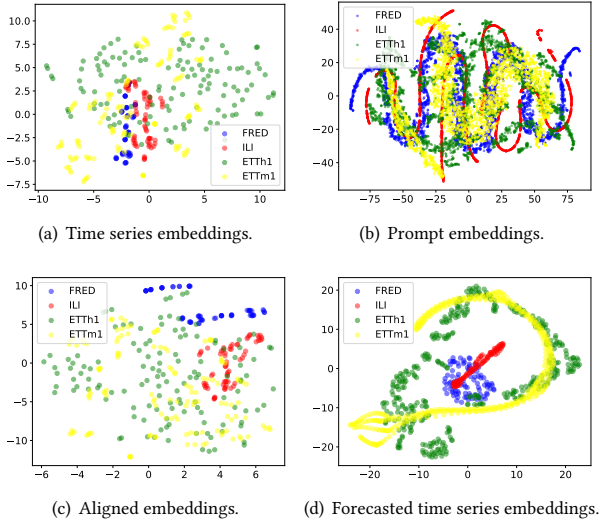 10.0
7.5
5.0
2.5
0.0
−2.5
−5.0
−7.5
−10 −5 0 5 10
FRED
ILI
ETTh1
ETTm1
(a) Time series embeddings.
40
20
0
−20
−40
−75 −50 −25 0 25 50 75
FRED
ILI
ETTh1
ETTm1
(b) Prompt embeddings.
10
5
0
−5
−10
−6 −4 −2 0 2 4 6
FRED
ILI
ETTh1
ETTm1
(c) Aligned embeddings.
20
10
0
−10
−20
−20 −10 0 10 20
FRED
ILI
ETTh1
ETTm1
(d) Forecasted time series embeddings.